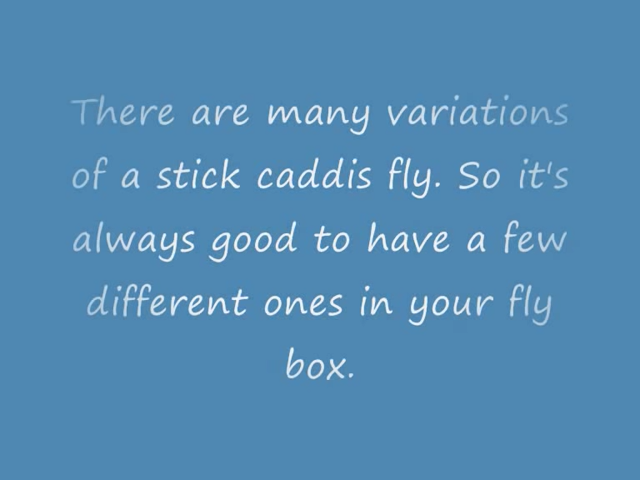 There are many variations
of a stick caddis fly. So it's
always good to have a few
different ones in your fly
box.